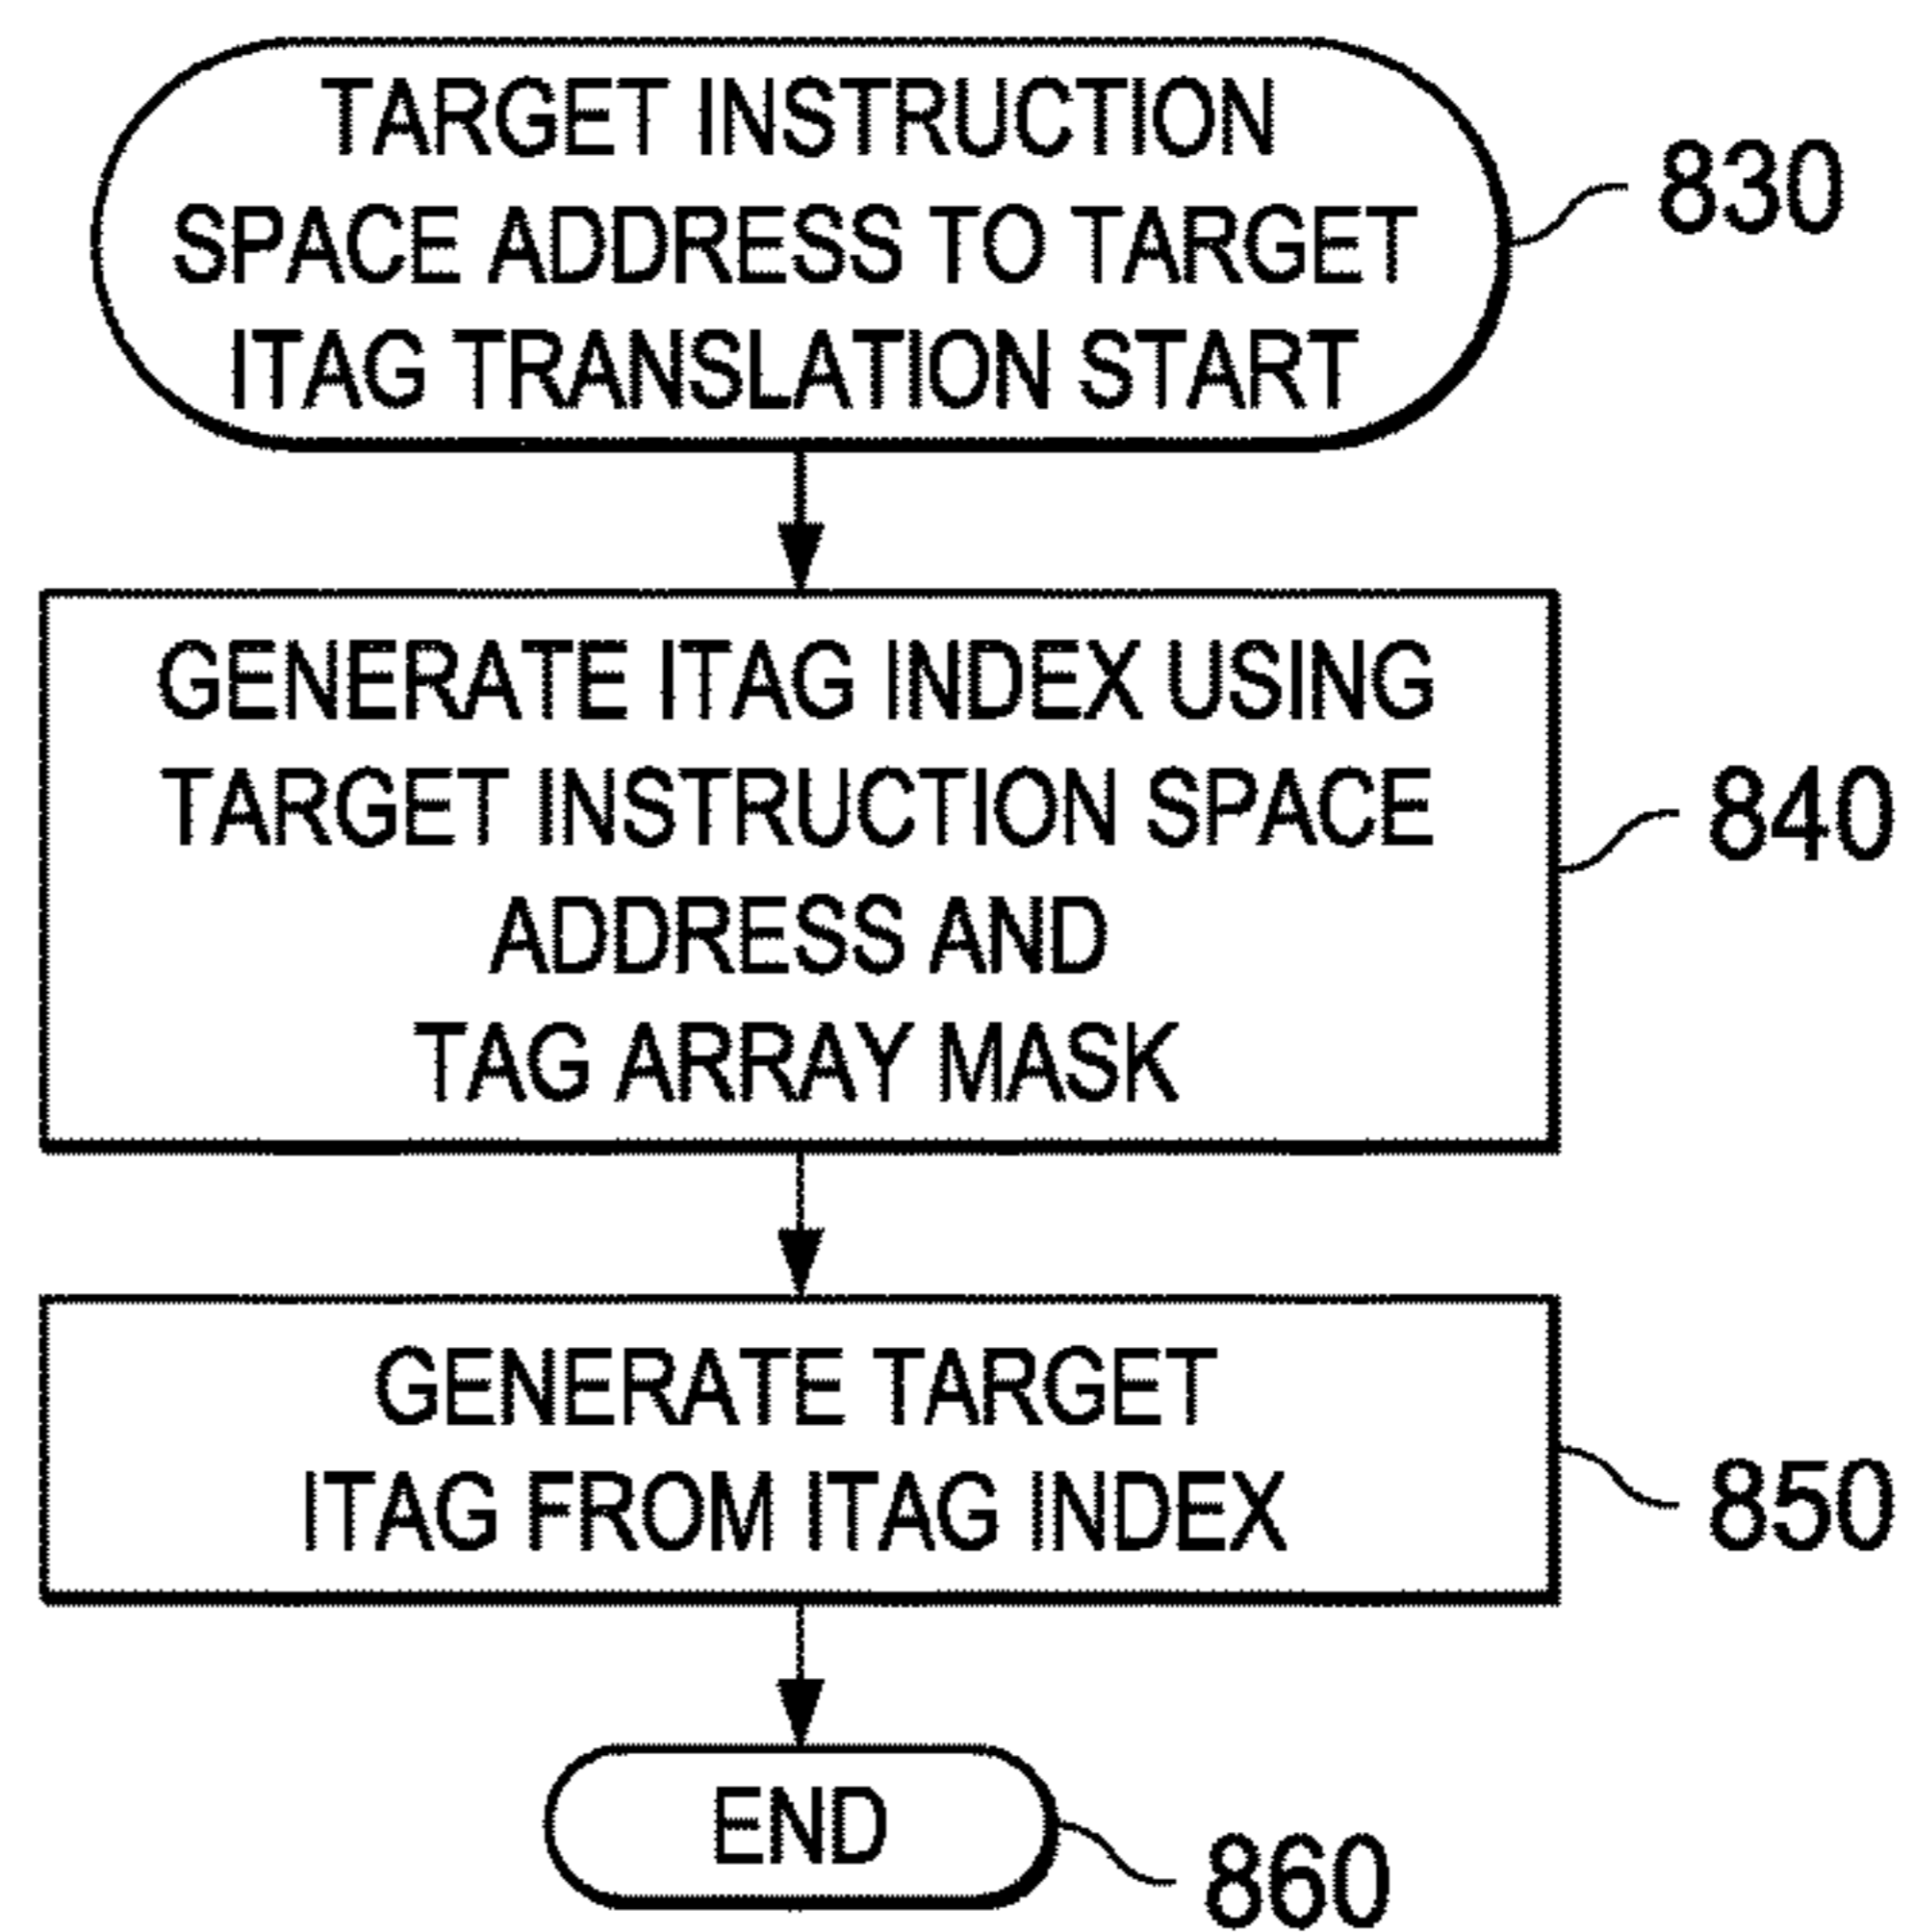 TARGET INSTRUCTION
SPACE ADDRESS TO TARGET
ITAG TRANSLATION START
830
GENERATE ITAG INDEX USING
TARGET INSTRUCTION SPACE
ADDRESS AND
TAG ARRAY MASK
840
GENERATE TARGET
ITAG FROM ITAG INDEX
850
END
860